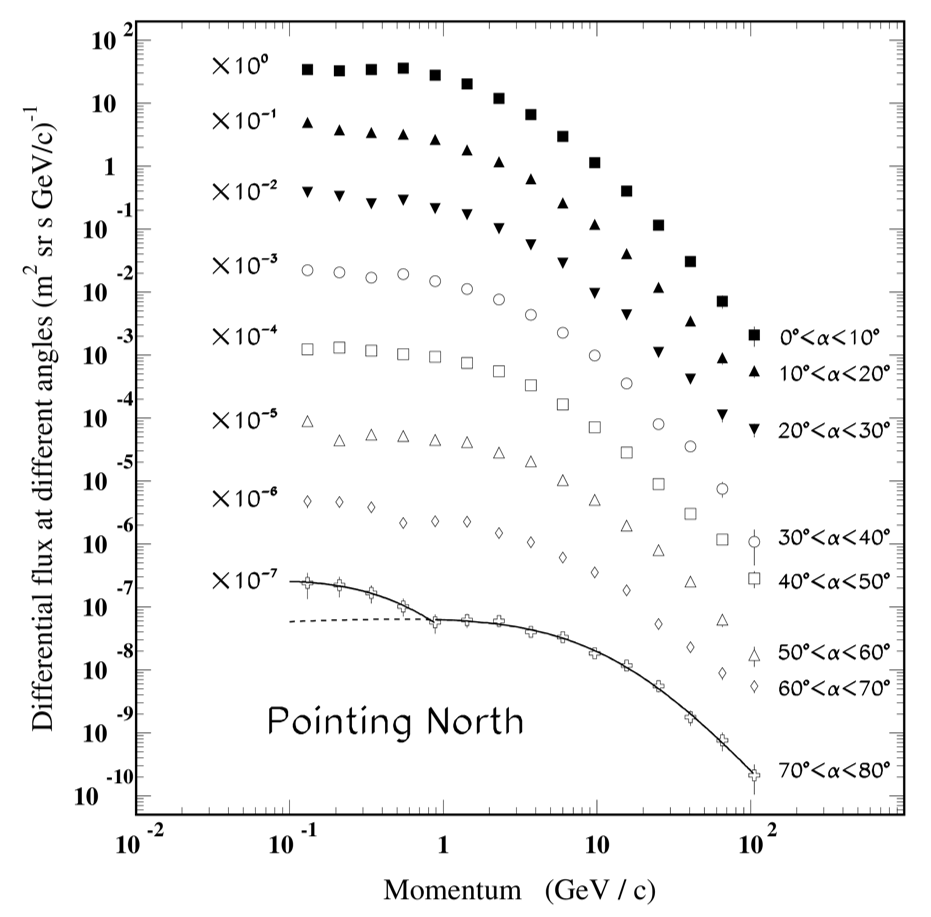 10 2
10
1
10 -1
10 -2
10 -3
10 -4
10 -5
10 -6
10 -7
10 -8
10 -9
10 -10
Differential flux at different angles (m2 sr s GeV/c)-1
×10⁰
×10⁻¹
×10⁻²
×10⁻³
×10⁻⁴
×10⁻⁵
×10⁻⁶
×10⁻⁷
0°<α<10°
10°<α<20°
20°<α<30°
30°<α<40°
40°<α<50°
50°<α<60°
60°<α<70°
70°<α<80°
Pointing North
10 -2
10 -1
1
10
10 2
Momentum (GeV / c)